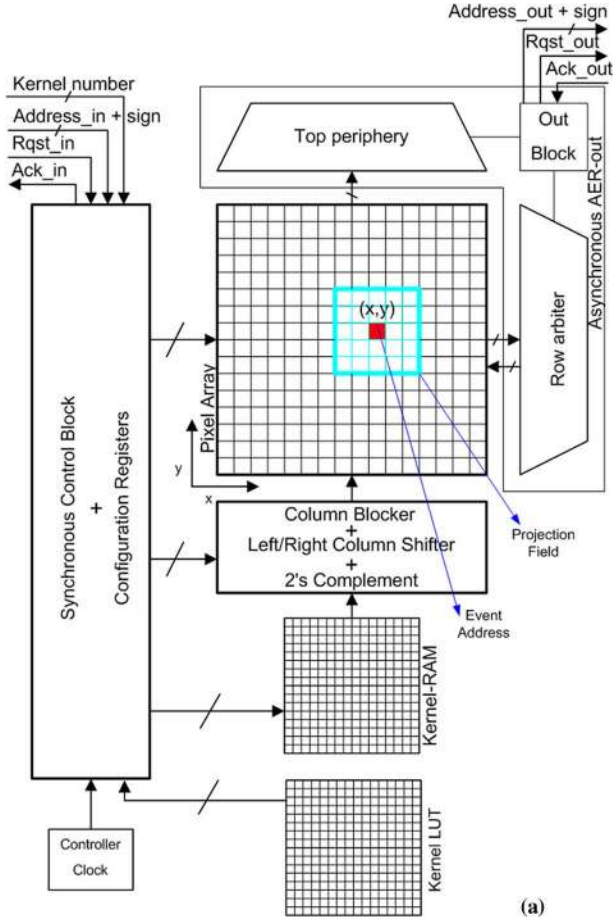 Address_out + sign
Rqst_out
Ack_out
Kernel number
Address_in + sign
Rqst_in
Ack_in
Top periphery
Out
Block
Asynchronous AER-out
Row arbiter
(x,y)
Pixel Array
y
x
Synchronous Control Block
+
Configuration Registers
Column Blocker
+
Left/Right Column Shifter
+
2's Complement
Projection
Field
Event
Address
Kernel-RAM
Kernel LUT
Controller
Clock
(a)